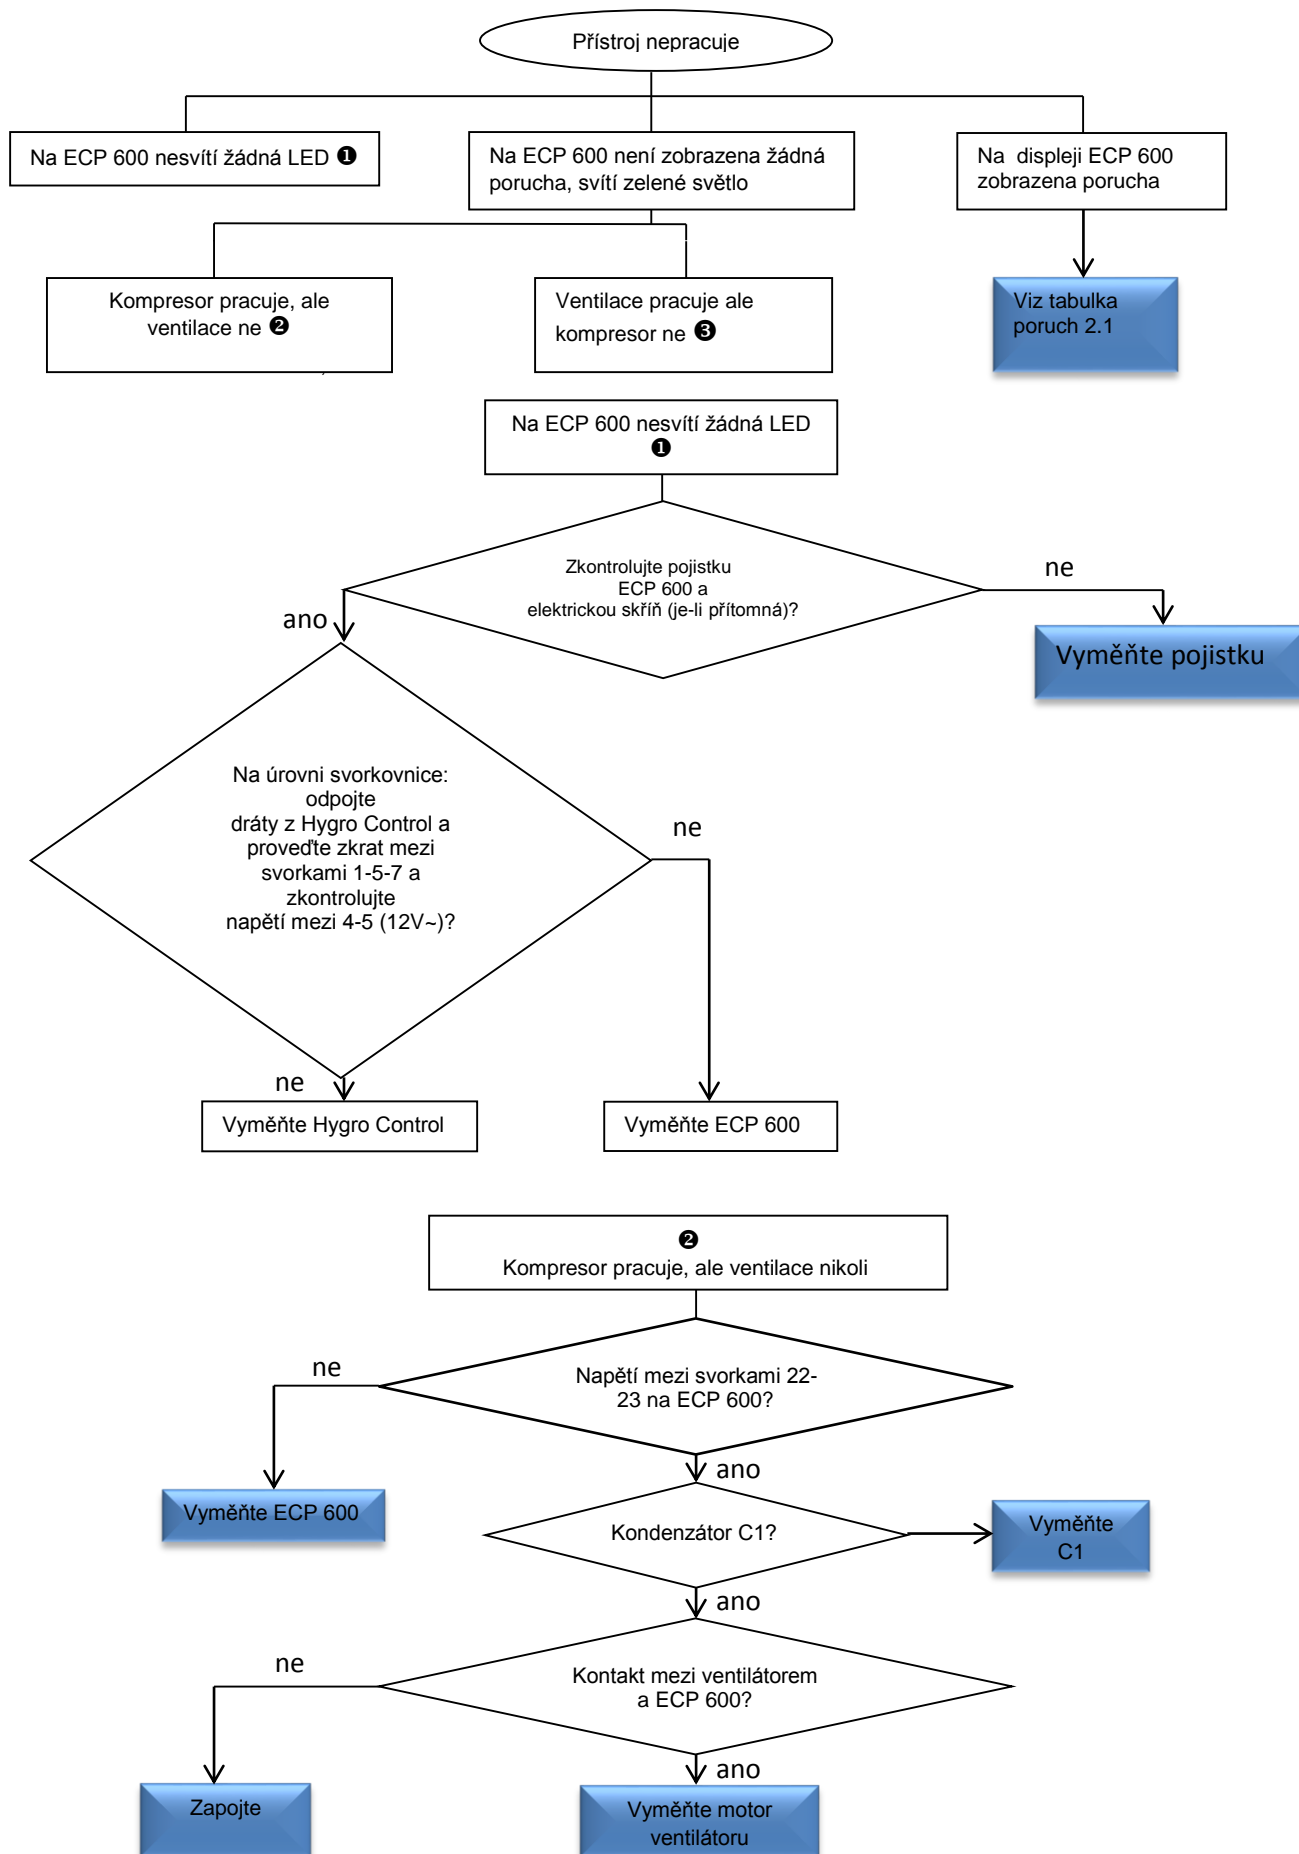 Přístroj nepracuje
Na ECP 600 nesvítí žádná LED ❶
Na ECP 600 není zobrazena žádná
porucha, svítí zelené světlo
Na displeji ECP 600
zobrazena porucha
Kompresor pracuje, ale
ventilace ne ❷
Ventilace pracuje ale
kompresor ne ❸
Viz tabulka
poruch 2.1
Na ECP 600 nesvítí žádná LED
❶
Zkontrolujte pojistku
ECP 600 a
elektrickou skříň (je-li přítomná)?
ne
ano
Vyměňte pojistku
Na úrovni svorkovnice:
odpojte
dráty z Hygro Control a
proveďte zkrat mezi
svorkami 1-5-7 a
zkontrolujte
napětí mezi 4-5 (12V~)?
ne
ne
Vyměňte Hygro Control
Vyměňte ECP 600
❷
Kompresor pracuje, ale ventilace nikoli
Napětí mezi svorkami 22-
23 na ECP 600?
ne
ano
Vyměňte ECP 600
Kondenzátor C1?
Vyměňte
C1
ano
Kontakt mezi ventilátorem
a ECP 600?
ne
ano
Zapojte
Vyměňte motor
ventilátoru